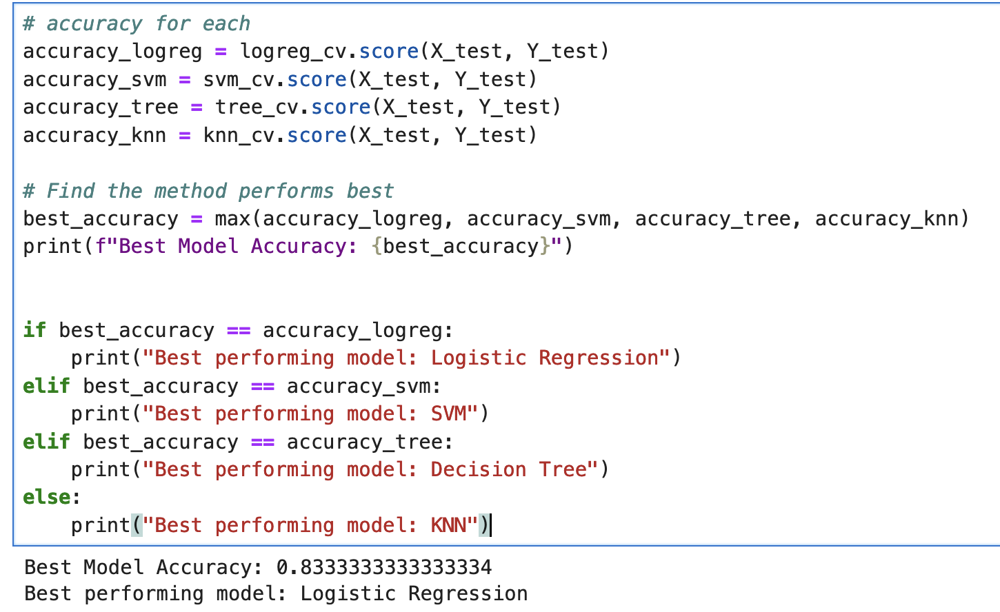 # accuracy for each
accuracy_logreg = logreg_cv.score(X_test, Y_test)
accuracy_svm = svm_cv.score(X_test, Y_test)
accuracy_tree = tree_cv.score(X_test, Y_test)
accuracy_knn = knn_cv.score(X_test, Y_test)
# Find the method performs best
best_accuracy = max(accuracy_logreg, accuracy_svm, accuracy_tree, accuracy_knn)
print(f"Best Model Accuracy: {best_accuracy}")
if best_accuracy == accuracy_logreg:
    print("Best performing model: Logistic Regression")
elif best_accuracy == accuracy_svm:
    print("Best performing model: SVM")
elif best_accuracy == accuracy_tree:
    print("Best performing model: Decision Tree")
else:
    print("Best performing model: KNN")
Best Model Accuracy: 0.8333333333333334
Best performing model: Logistic Regression